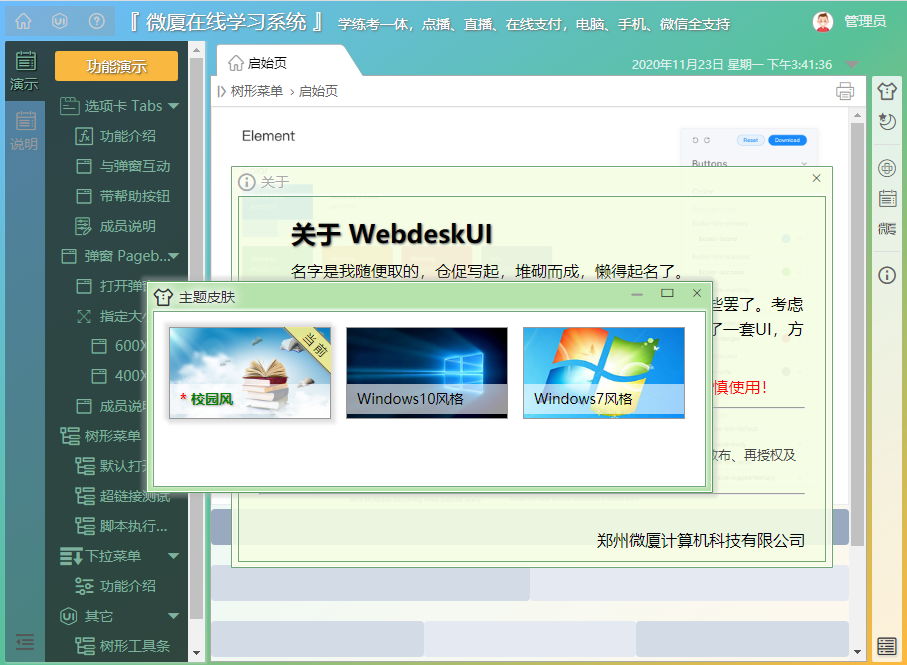 『 微厦在线学习系统 』 学练考一体，点播、直播、在线支付，电脑、手机、微信全支持
管理员
演示
说明
功能演示
选项卡 Tabs
功能介绍
与弹窗互动
带帮助按钮
成员说明
弹窗 Pageb...
打开弹
指定大
600X
400X
成员说
树形菜单
默认打
超链接测试
脚本执行...
下拉菜单
功能介绍
其它
树形工具条
启始页
2020年11月23日 星期一 下午3:41:36
树形菜单 › 启始页
Element
Reset
Download
Buttons
关于
关于 WebdeskUI
名字是我随便取的，仓促写起，堆砌而成，懒得起名了。
些罢了。考虑
了一套UI，方
慎使用！
布、再授权及
郑州微厦计算机科技有限公司
主题皮肤
当前
* 校园风
Windows10风格
Windows7风格
微厦